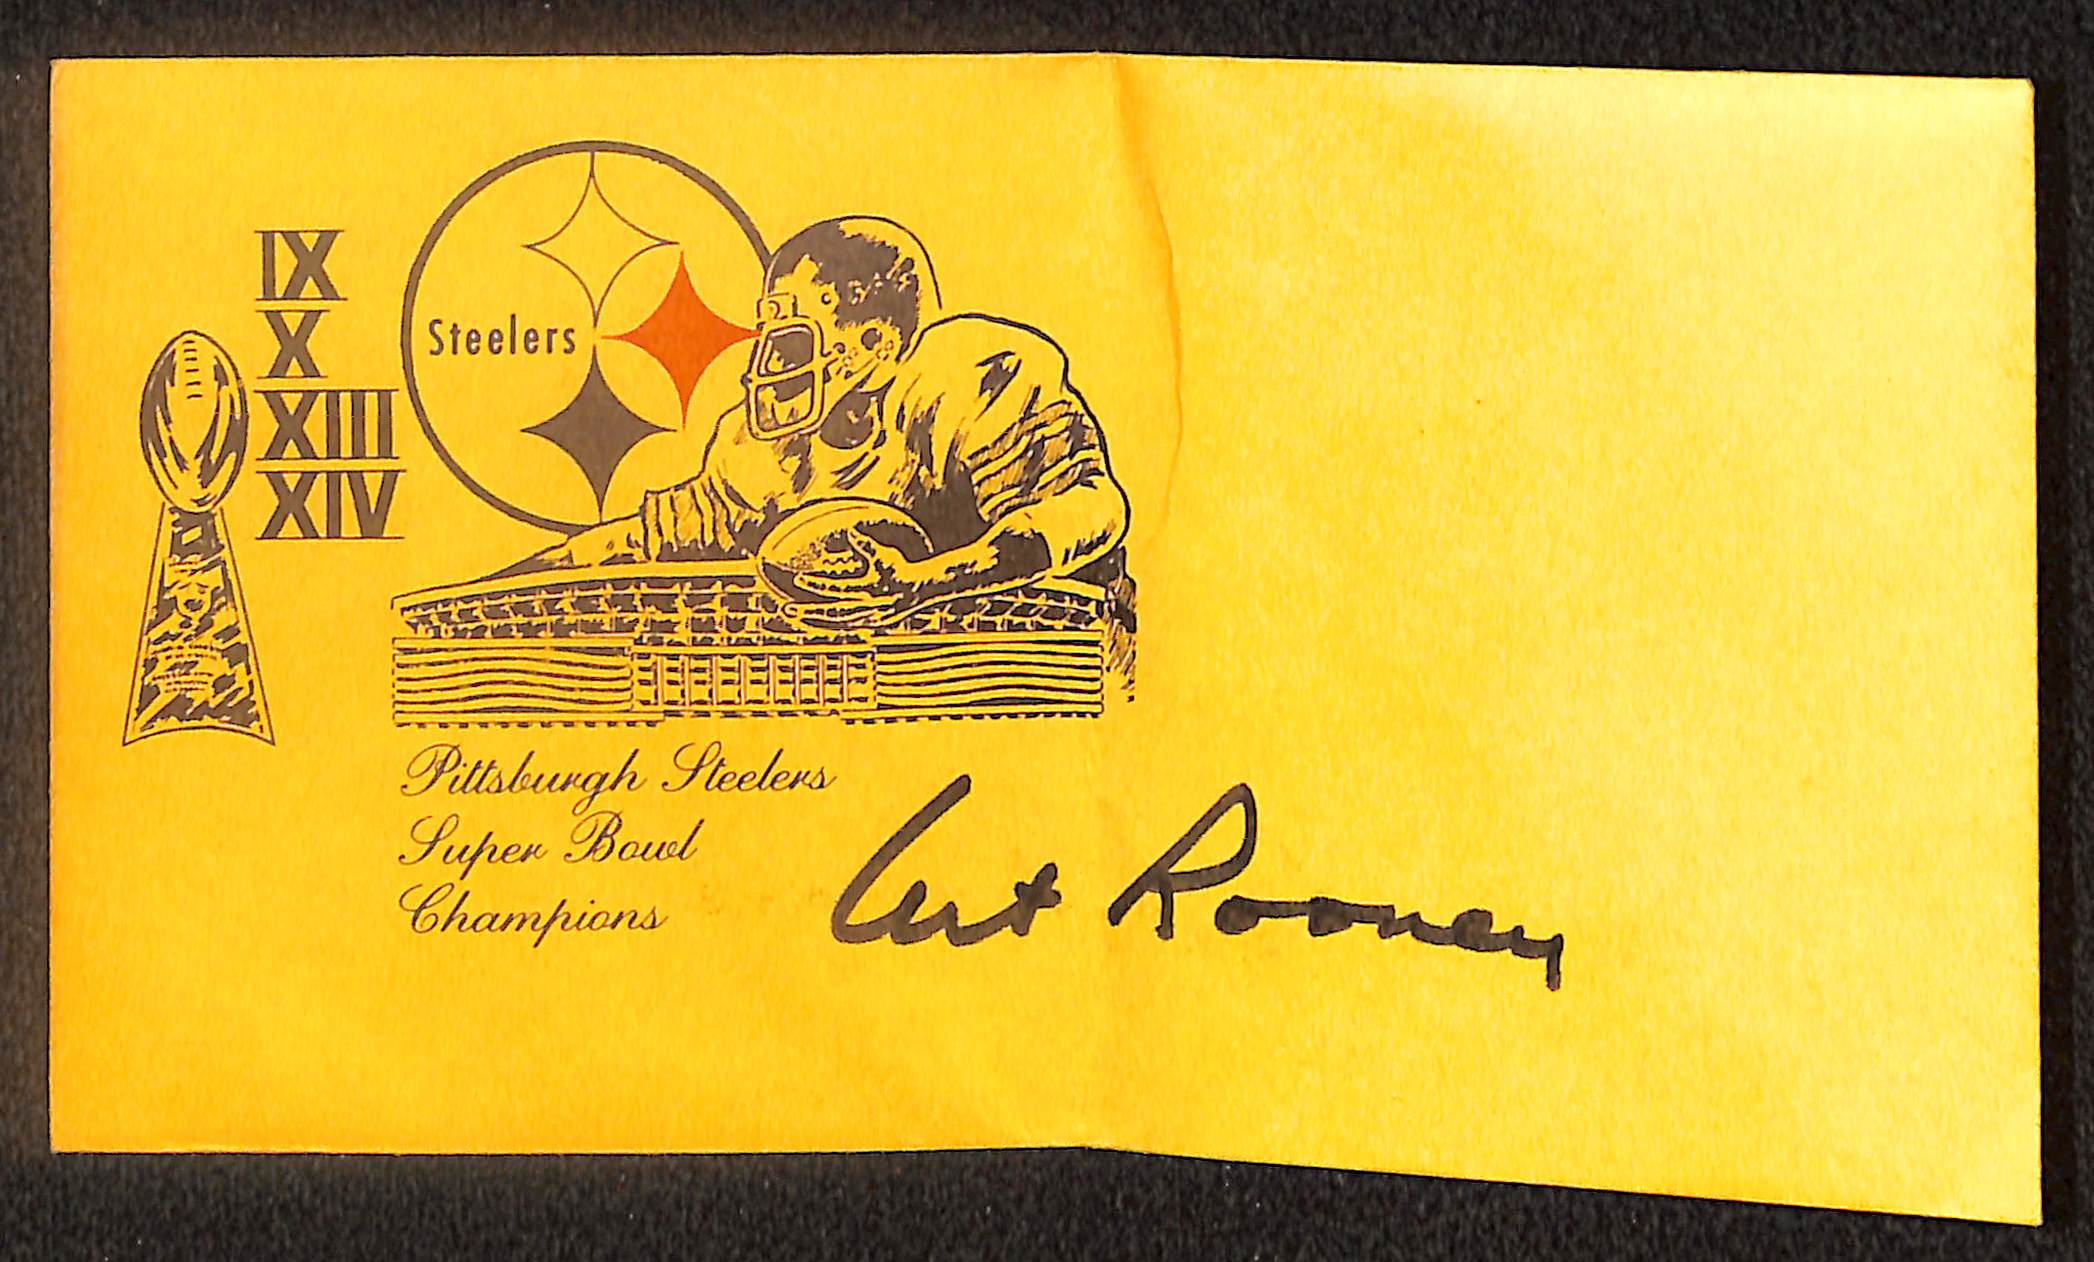 IX
X
XIII
XIV
Steelers
Pittsburgh Steelers
Super Bowl
Champions
Art Rooney